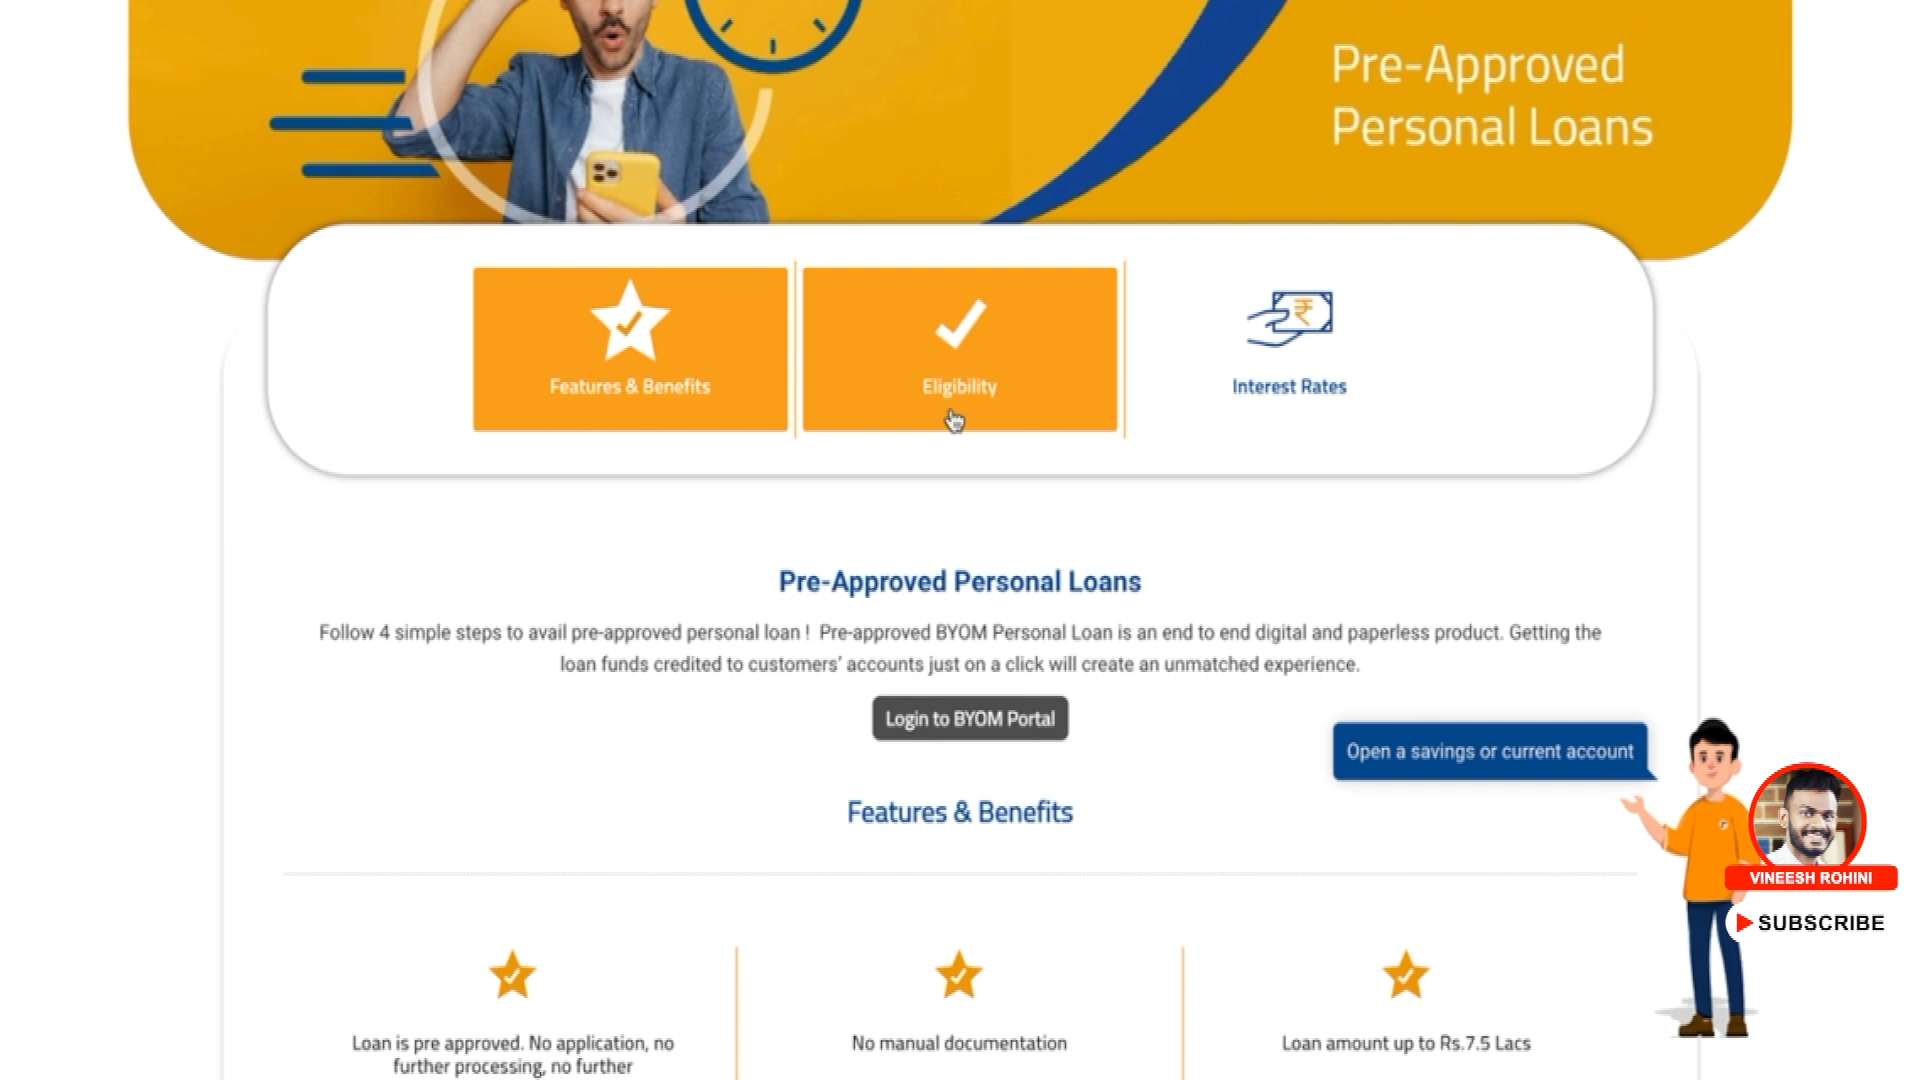 Pre-Approved
Personal Loans
Features & Benefits
Eligibility
Interest Rates
Pre-Approved Personal Loans
Follow 4 simple steps to avail pre-approved personal loan ! Pre-approved BYOM Personal Loan is an end to end digital and paperless product. Getting the
loan funds credited to customers’ accounts just on a click will create an unmatched experience.
Login to BYOM Portal
Open a savings or current account
Features & Benefits
VINEESH ROHINI
SUBSCRIBE
Loan is pre approved. No application, no
further processing, no further
No manual documentation
Loan amount up to Rs.7.5 Lacs